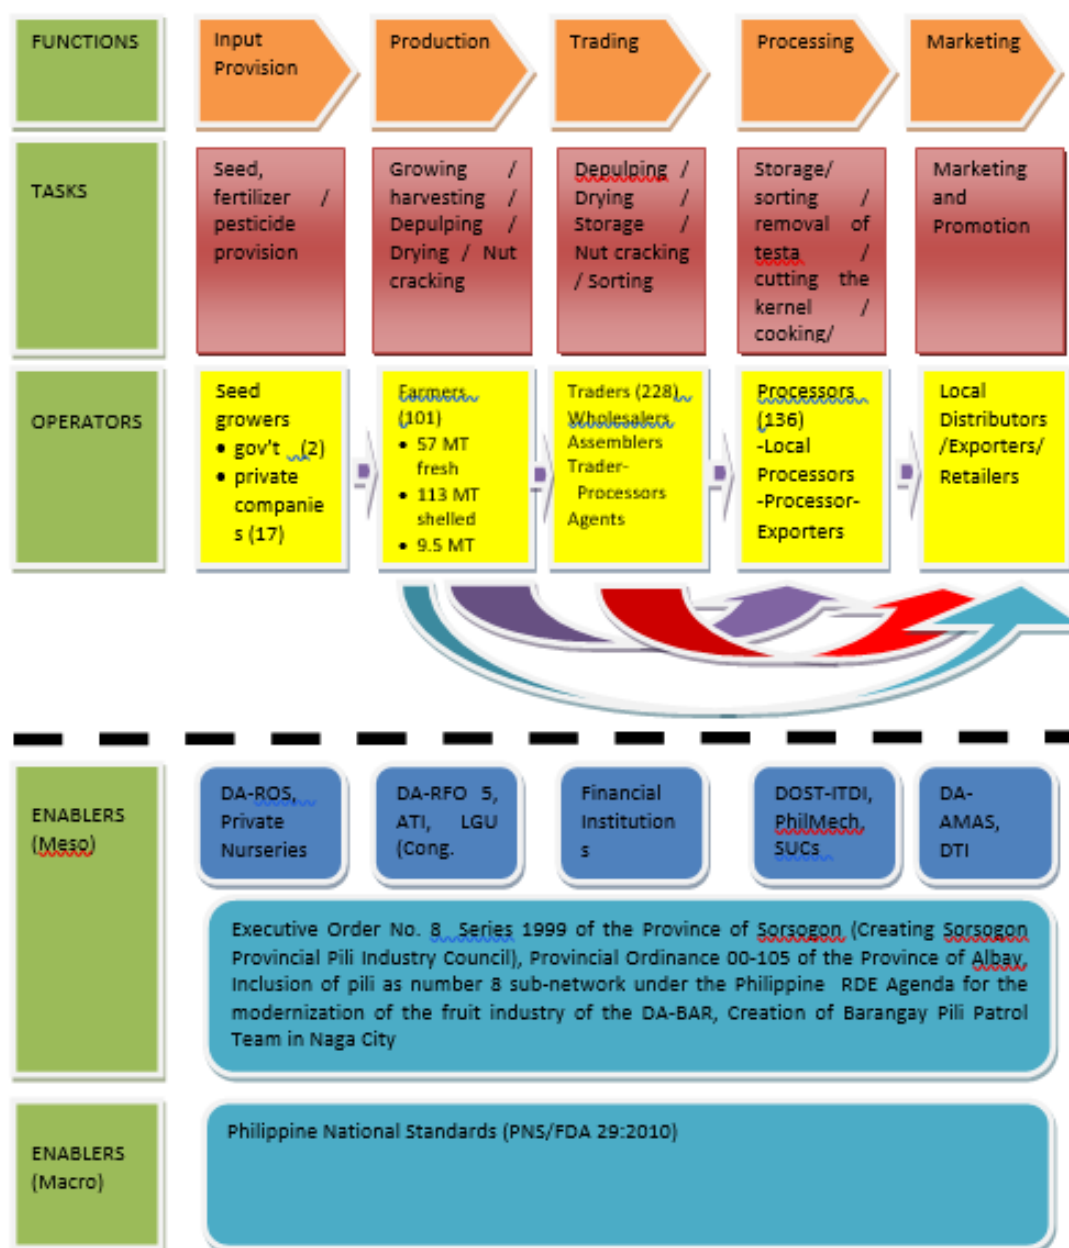 FUNCTIONS
Input
Provision
Production
Trading
Processing
Marketing
TASKS
Seed,
fertilizer /
pesticide
provision
Growing /
harvesting /
Depulping /
Drying / Nut
cracking
Depulping /
Drying /
Storage /
Nut cracking
/ Sorting
Storage/
sorting /
removal of
testa /
cutting the
kernel /
cooking/
Marketing
and
Promotion
OPERATORS
Seed
growers
• gov't (2)
• private
companie
s (17)
Farmers
(101)
• 57 MT
fresh
• 113 MT
shelled
• 9.5 MT
Traders (228)
Wholesalers
Assemblers
Trader-
Processors
Agents
Processors
(136)
-Local
Processors
-Processor-
Exporters
Local
Distributors
/Exporters/
Retailers
ENABLERS
(Meso)
DA-ROS,
Private
Nurseries
DA-RFO 5,
ATI, LGU
(Cong.
Financial
Institution
s
DOST-ITDI,
PhilMech,
SUCs
DA-
AMAS,
DTI
Executive Order No. 8 Series 1999 of the Province of Sorsogon (Creating Sorsogon
Provincial Pili Industry Council), Provincial Ordinance 00-105 of the Province of Albay,
Inclusion of pili as number 8 sub-network under the Philippine RDE Agenda for the
modernization of the fruit industry of the DA-BAR, Creation of Barangay Pili Patrol
Team in Naga City
ENABLERS
(Macro)
Philippine National Standards (PNS/FDA 29:2010)